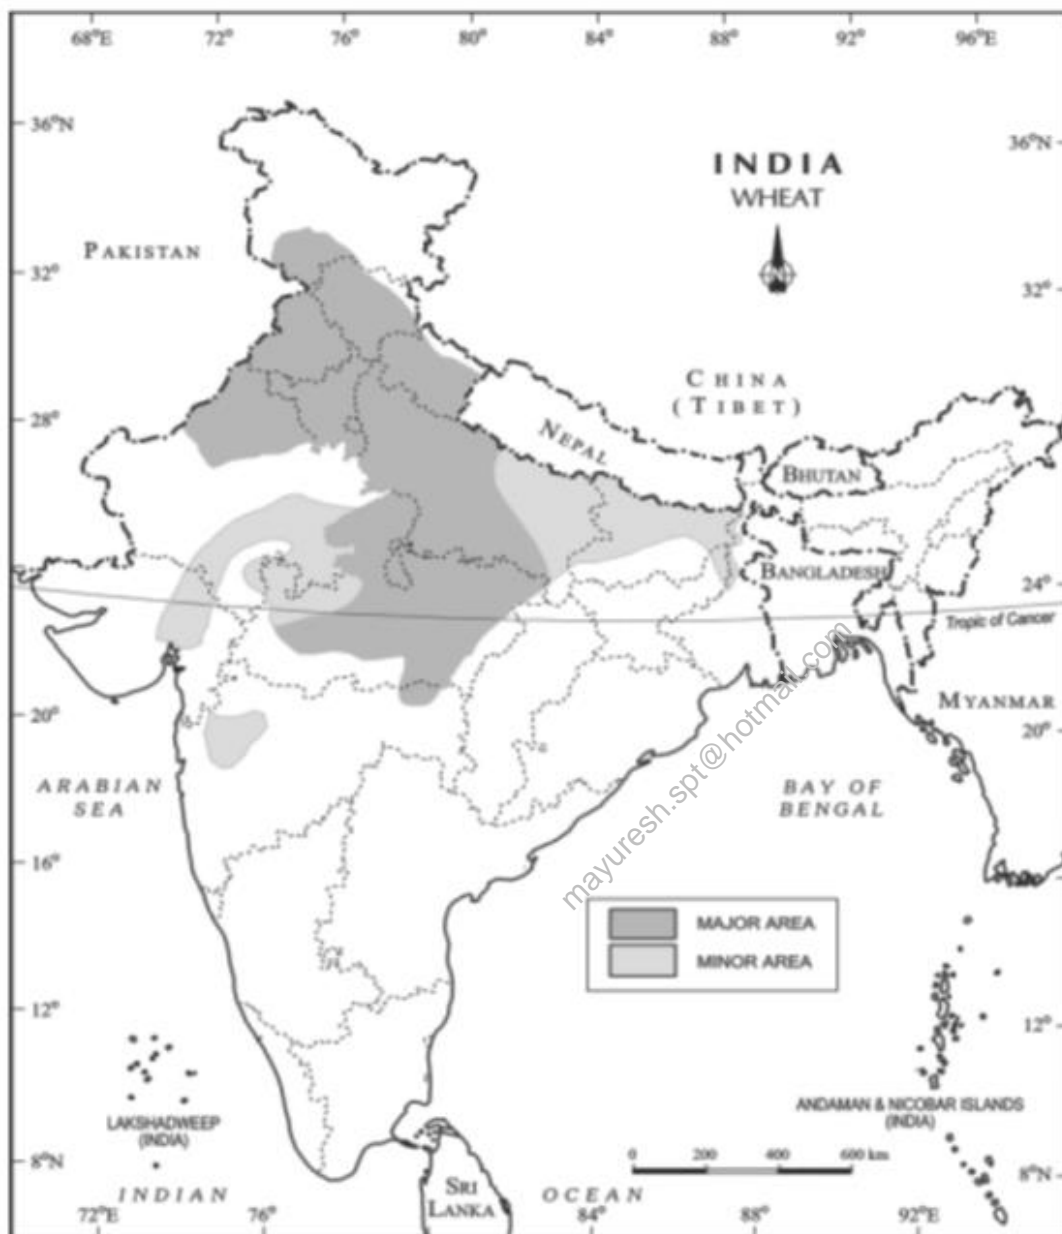 68°E 72° 76° 80° 84° 88° 92° 96°E
36°N
36°N
INDIA
WHEAT
PAKISTAN
N
32°
32°
CHINA
(TIBET)
28°
28°
NEPAL
BHUTAN
BANGLADESH
24°
Tropic of Cancer
MYANMAR
20°
20°
ARABIAN
SEA
BAY OF
BENGAL
mayuresh.spt@hotmail.com
16°
MAJOR AREA
MINOR AREA
12°
12°
LAKSHADWEEP
(INDIA)
ANDAMAN & NICOBAR ISLANDS
(INDIA)
0 200 400 600 km
8°N
8°N
INDIAN
SRI
LANKA
OCEAN
72°E 76° 84° 88° 92°E